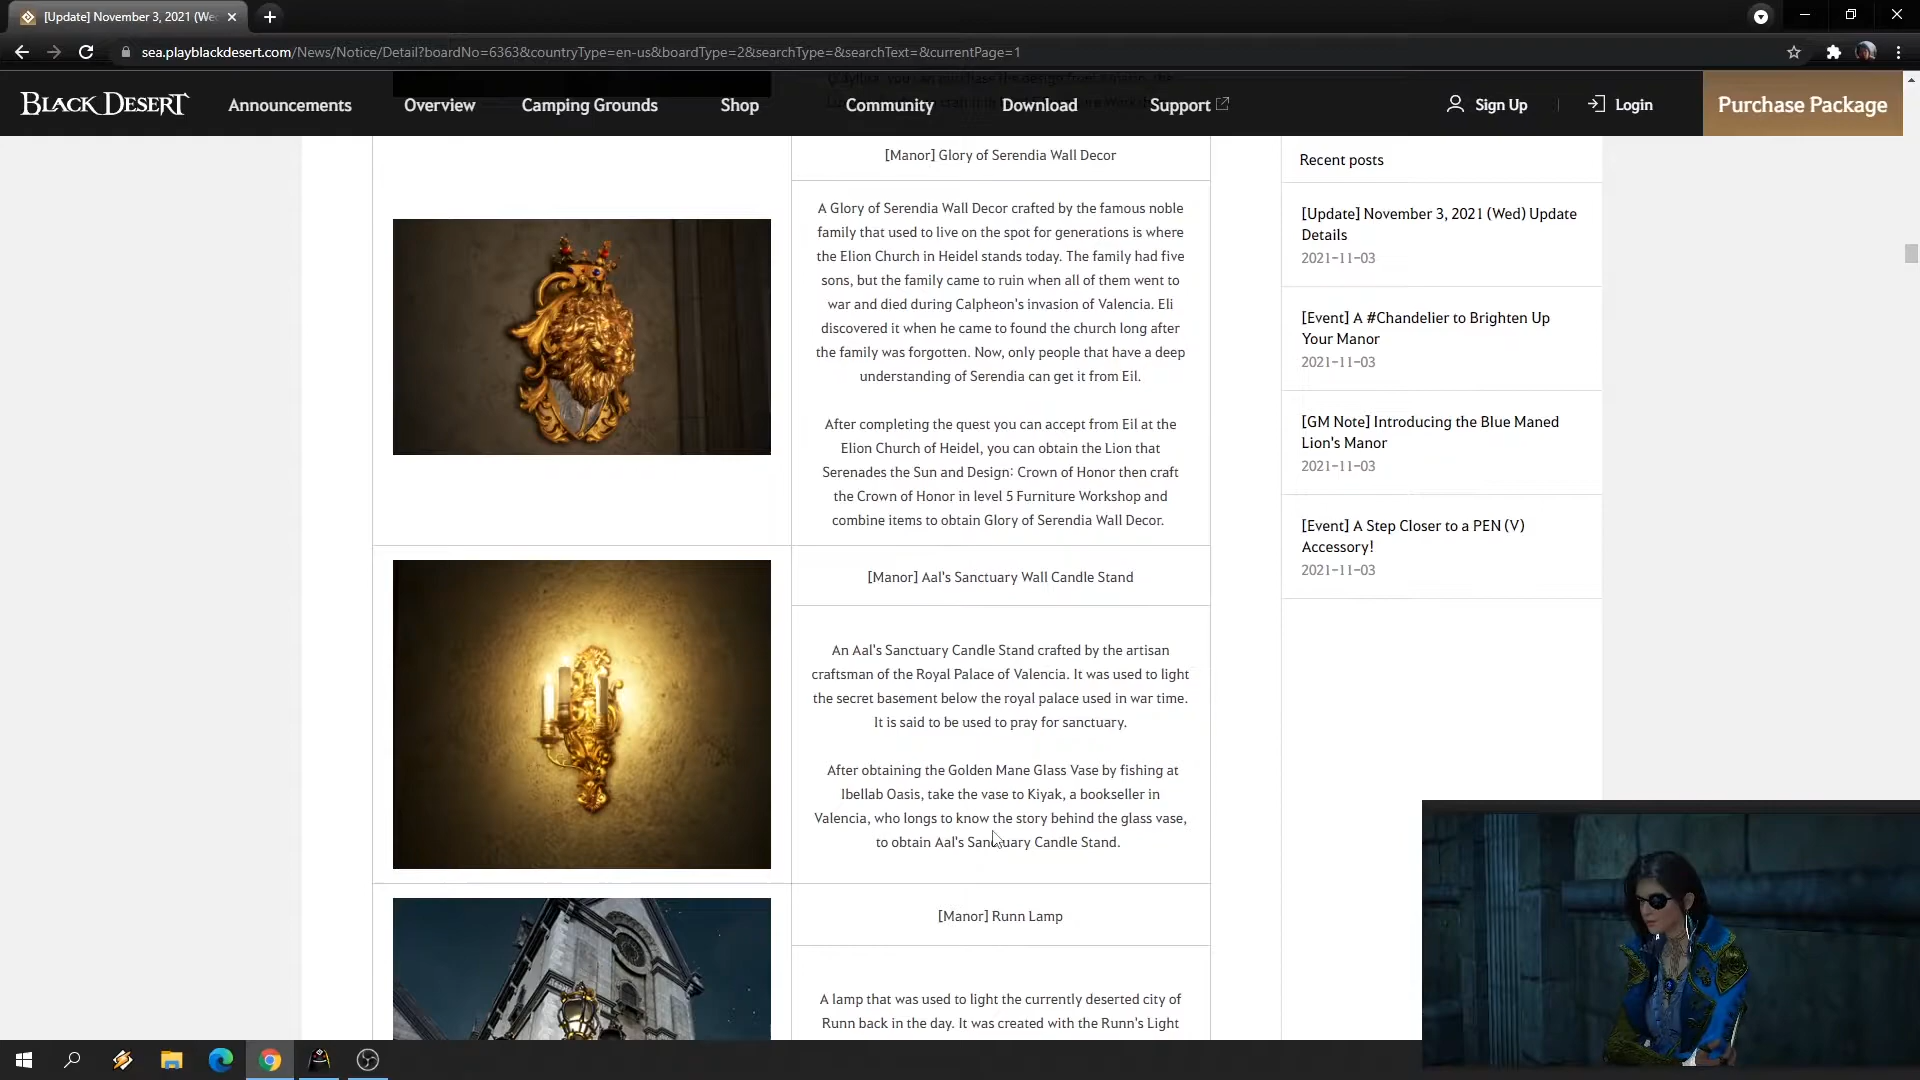 [Update] November 3, 2021 (We
sea.playblackdesert.com/News/Notice/Detail?boardNo=6363&countryType=en-us&boardType=2&searchType=&searchText=&currentPage=1
BLACK DESERT
Announcements
Overview
Camping Grounds
Shop
Community
Download
Support
Sign Up
Login
Purchase Package
[Manor] Glory of Serendia Wall Decor
A Glory of Serendia Wall Decor crafted by the famous noble
family that used to live on the spot for generations is where
the Elion Church in Heidel stands today. The family had five
sons, but the family came to ruin when all of them went to
war and died during Calpheon's invasion of Valencia. Eli
discovered it when he came to found the church long after
the family was forgotten. Now, only people that have a deep
understanding of Serendia can get it from Eil.
After completing the quest you can accept from Eil at the
Elion Church of Heidel, you can obtain the Lion that
Serenades the Sun and Design: Crown of Honor then craft
the Crown of Honor in level 5 Furniture Workshop and
combine items to obtain Glory of Serendia Wall Decor.
[Manor] Aal's Sanctuary Wall Candle Stand
An Aal's Sanctuary Candle Stand crafted by the artisan
craftsman of the Royal Palace of Valencia. It was used to light
the secret basement below the royal palace used in war time.
It is said to be used to pray for sanctuary.
After obtaining the Golden Mane Glass Vase by fishing at
Ibellab Oasis, take the vase to Kiyak, a bookseller in
Valencia, who longs to know the story behind the glass vase,
to obtain Aal's Sanctuary Candle Stand.
[Manor] Runn Lamp
A lamp that was used to light the currently deserted city of
Runn back in the day. It was created with the Runn's Light
Recent posts
[Update] November 3, 2021 (Wed) Update
Details
2021-11-03
[Event] A #Chandelier to Brighten Up
Your Manor
2021-11-03
[GM Note] Introducing the Blue Maned
Lion's Manor
2021-11-03
[Event] A Step Closer to a PEN (V)
Accessory!
2021-11-03